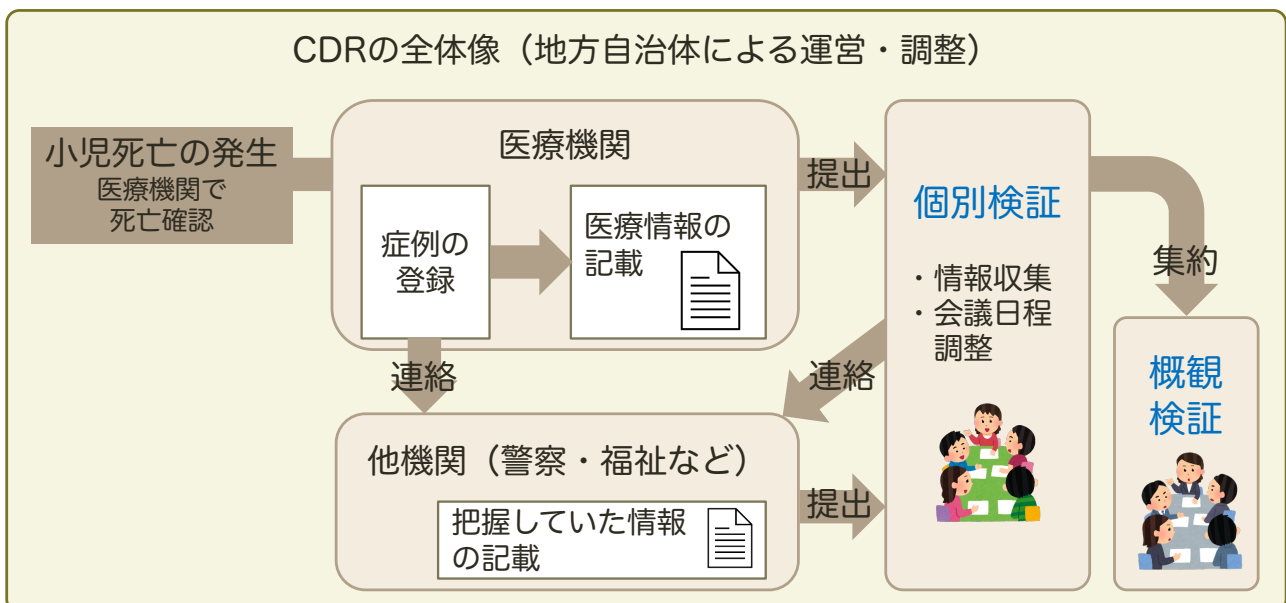 CDRの全体像（地方自治体による運営・調整）
小児死亡の発生
医療機関で
死亡確認
医療機関
症例の
登録
医療情報の
記載
提出
個別検証
・情報収集
・会議日程
調整
集約
概観
検証
連絡
連絡
他機関（警察・福祉など）
把握していた情報
の記載
提出